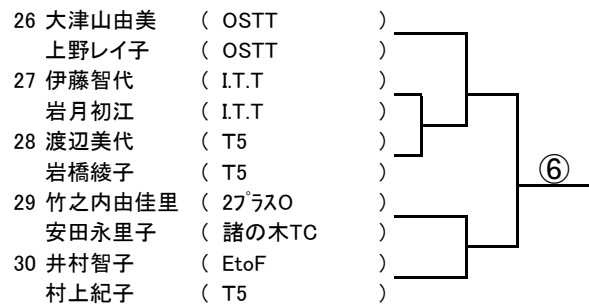 26 大津山由美 ( OSTT )
上野レイ子 ( OSTT )
27 伊藤智代 ( I.T.T )
岩月初江 ( I.T.T )
28 渡辺美代 ( T5 )
岩橋綾子 ( T5 )
⑥
29 竹之内由佳里 ( 2プラスO )
安田永里子 ( 諸の木TC )
30 井村智子 ( EtoF )
村上紀子 ( T5 )